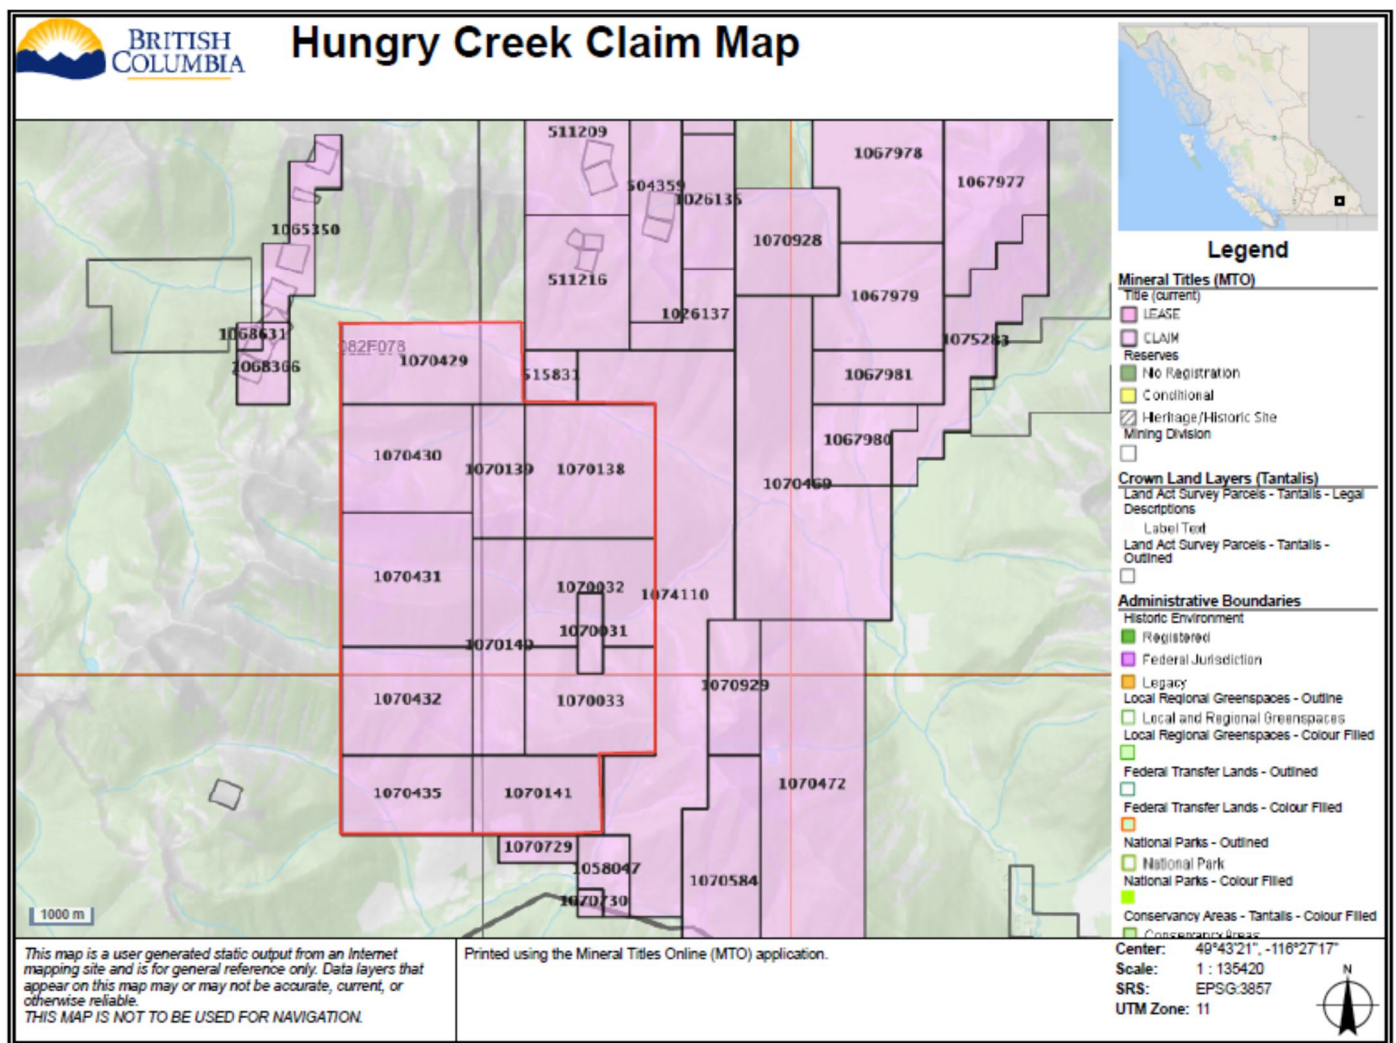 BRITISH
COLUMBIA
Hungry Creek Claim Map
511209
1067978
504359
1067977
1026135
1065350
1070928
511216
1067979
1026137
1068631
1075283
082F078
1070429
1068366
515831
1067981
1067980
1070430
1070139
1070138
1070469
1070431
1070032
1074110
1070031
1070140
1070929
1070432
1070033
1070472
1070435
1070141
1070729
1058047
1070584
1070730
1000 m
Legend
Mineral Titles (MTO)
Title (current)
LEASE
CLAIM
Reserves
No Registration
Conditional
Heritage/Historic Site
Mining Division
Crown Land Layers (Tantalis)
Land Act Survey Parcels - Tantalis - Legal
Descriptions
Label Text
Land Act Survey Parcels - Tantalis -
Outlined
Administrative Boundaries
Historic Environment
Registered
Federal Jurisdiction
Legacy
Local Regional Greenspaces - Outline
Local and Regional Greenspaces
Local Regional Greenspaces - Colour Filled
Federal Transfer Lands - Outlined
Federal Transfer Lands - Colour Filled
National Parks - Outlined
National Park
National Parks - Colour Filled
Conservancy Areas - Tantalis - Colour Filled
Conservancy Areas
This map is a user generated static output from an Internet
mapping site and is for general reference only. Data layers that
appear on this map may or may not be accurate, current, or
otherwise reliable.
THIS MAP IS NOT TO BE USED FOR NAVIGATION.
Printed using the Mineral Titles Online (MTO) application.
Center: 49°43'21", -116°27'17"
Scale: 1 : 135420
SRS: EPSG:3857
UTM Zone: 11
N